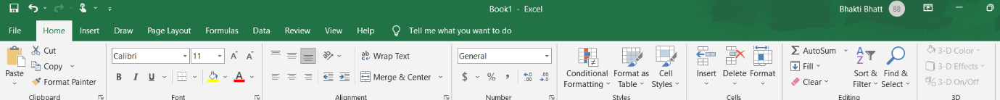 Book1 - Excel
Bhakti Bhatt BB
File Home Insert Draw Page Layout Formulas Data Review View Help Tell me what you want to do
Paste
Cut
Copy
Format Painter
Clipboard
Calibri 11 A A
B I U A
Font
ab Wrap Text
Merge & Center
Alignment
General
$ % ,
Number
Conditional
Formatting
Format as
Table
Cell
Styles
Styles
Insert
Delete
Format
Cells
AutoSum
Fill
Clear
Sort &
Filter
Find &
Select
Editing
3-D Color
3-D Effects
3-D On/Off
3D